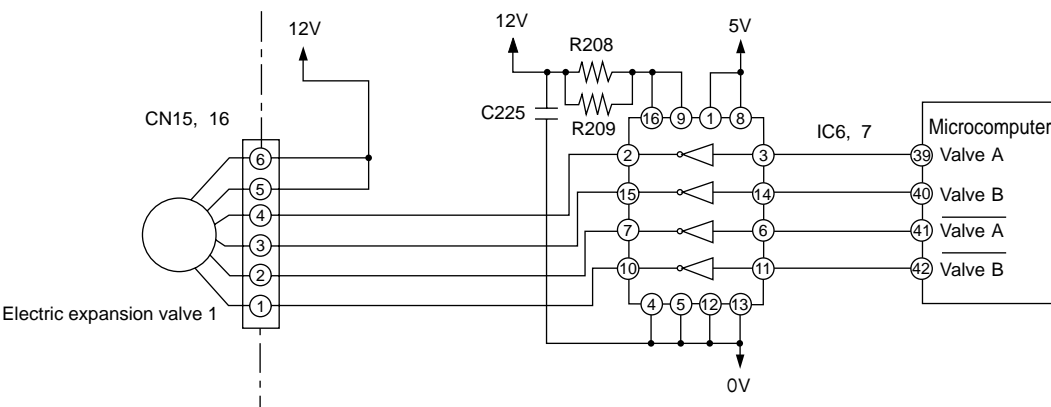 12V
12V
5V
R208
C225
R209
CN15, 16
IC6, 7
Microcomputer
16
9
1
8
6
2
3
39
Valve A
5
15
14
40
Valve B
4
7
6
41
Valve A
3
10
11
42
Valve B
2
1
4
5
12
13
Electric expansion valve 1
0V